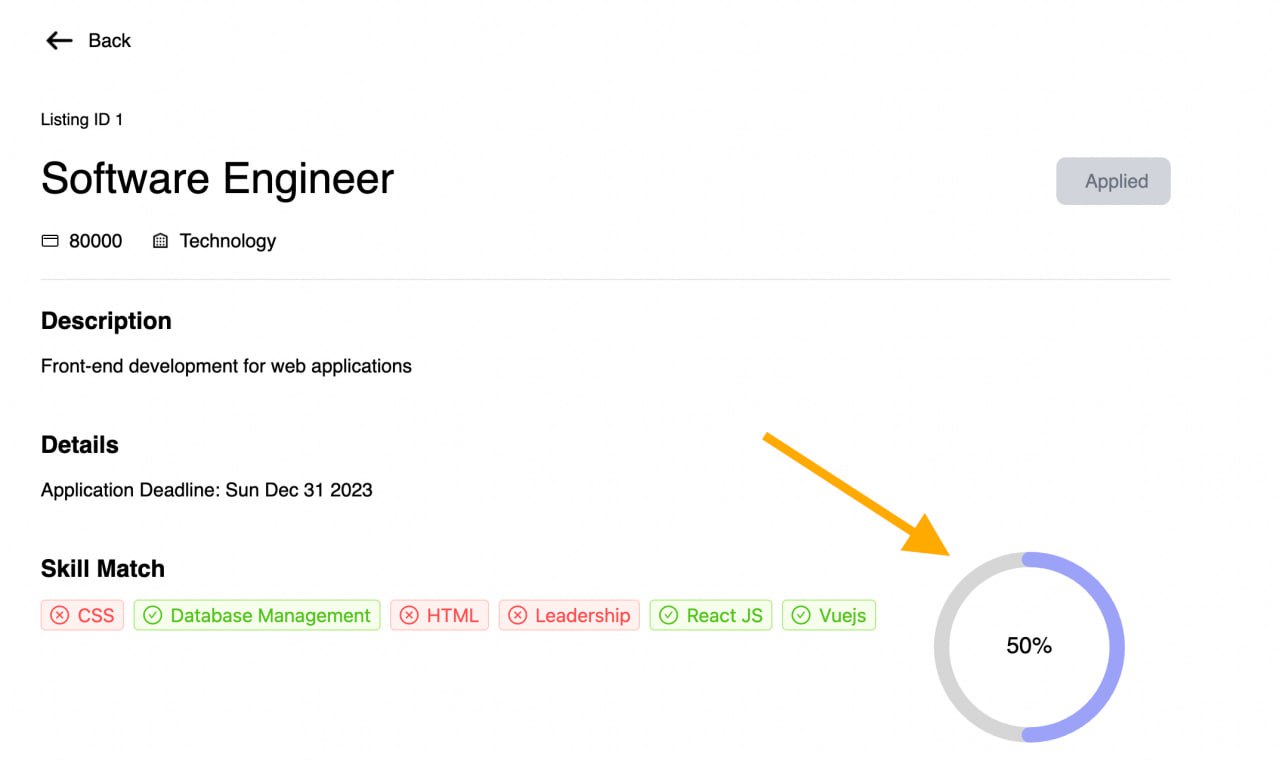 Back
Listing ID 1
Software Engineer
Applied
80000 Technology
Description
Front-end development for web applications
Details
Application Deadline: Sun Dec 31 2023
Skill Match
CSS Database Management HTML Leadership React JS Vuejs
50%